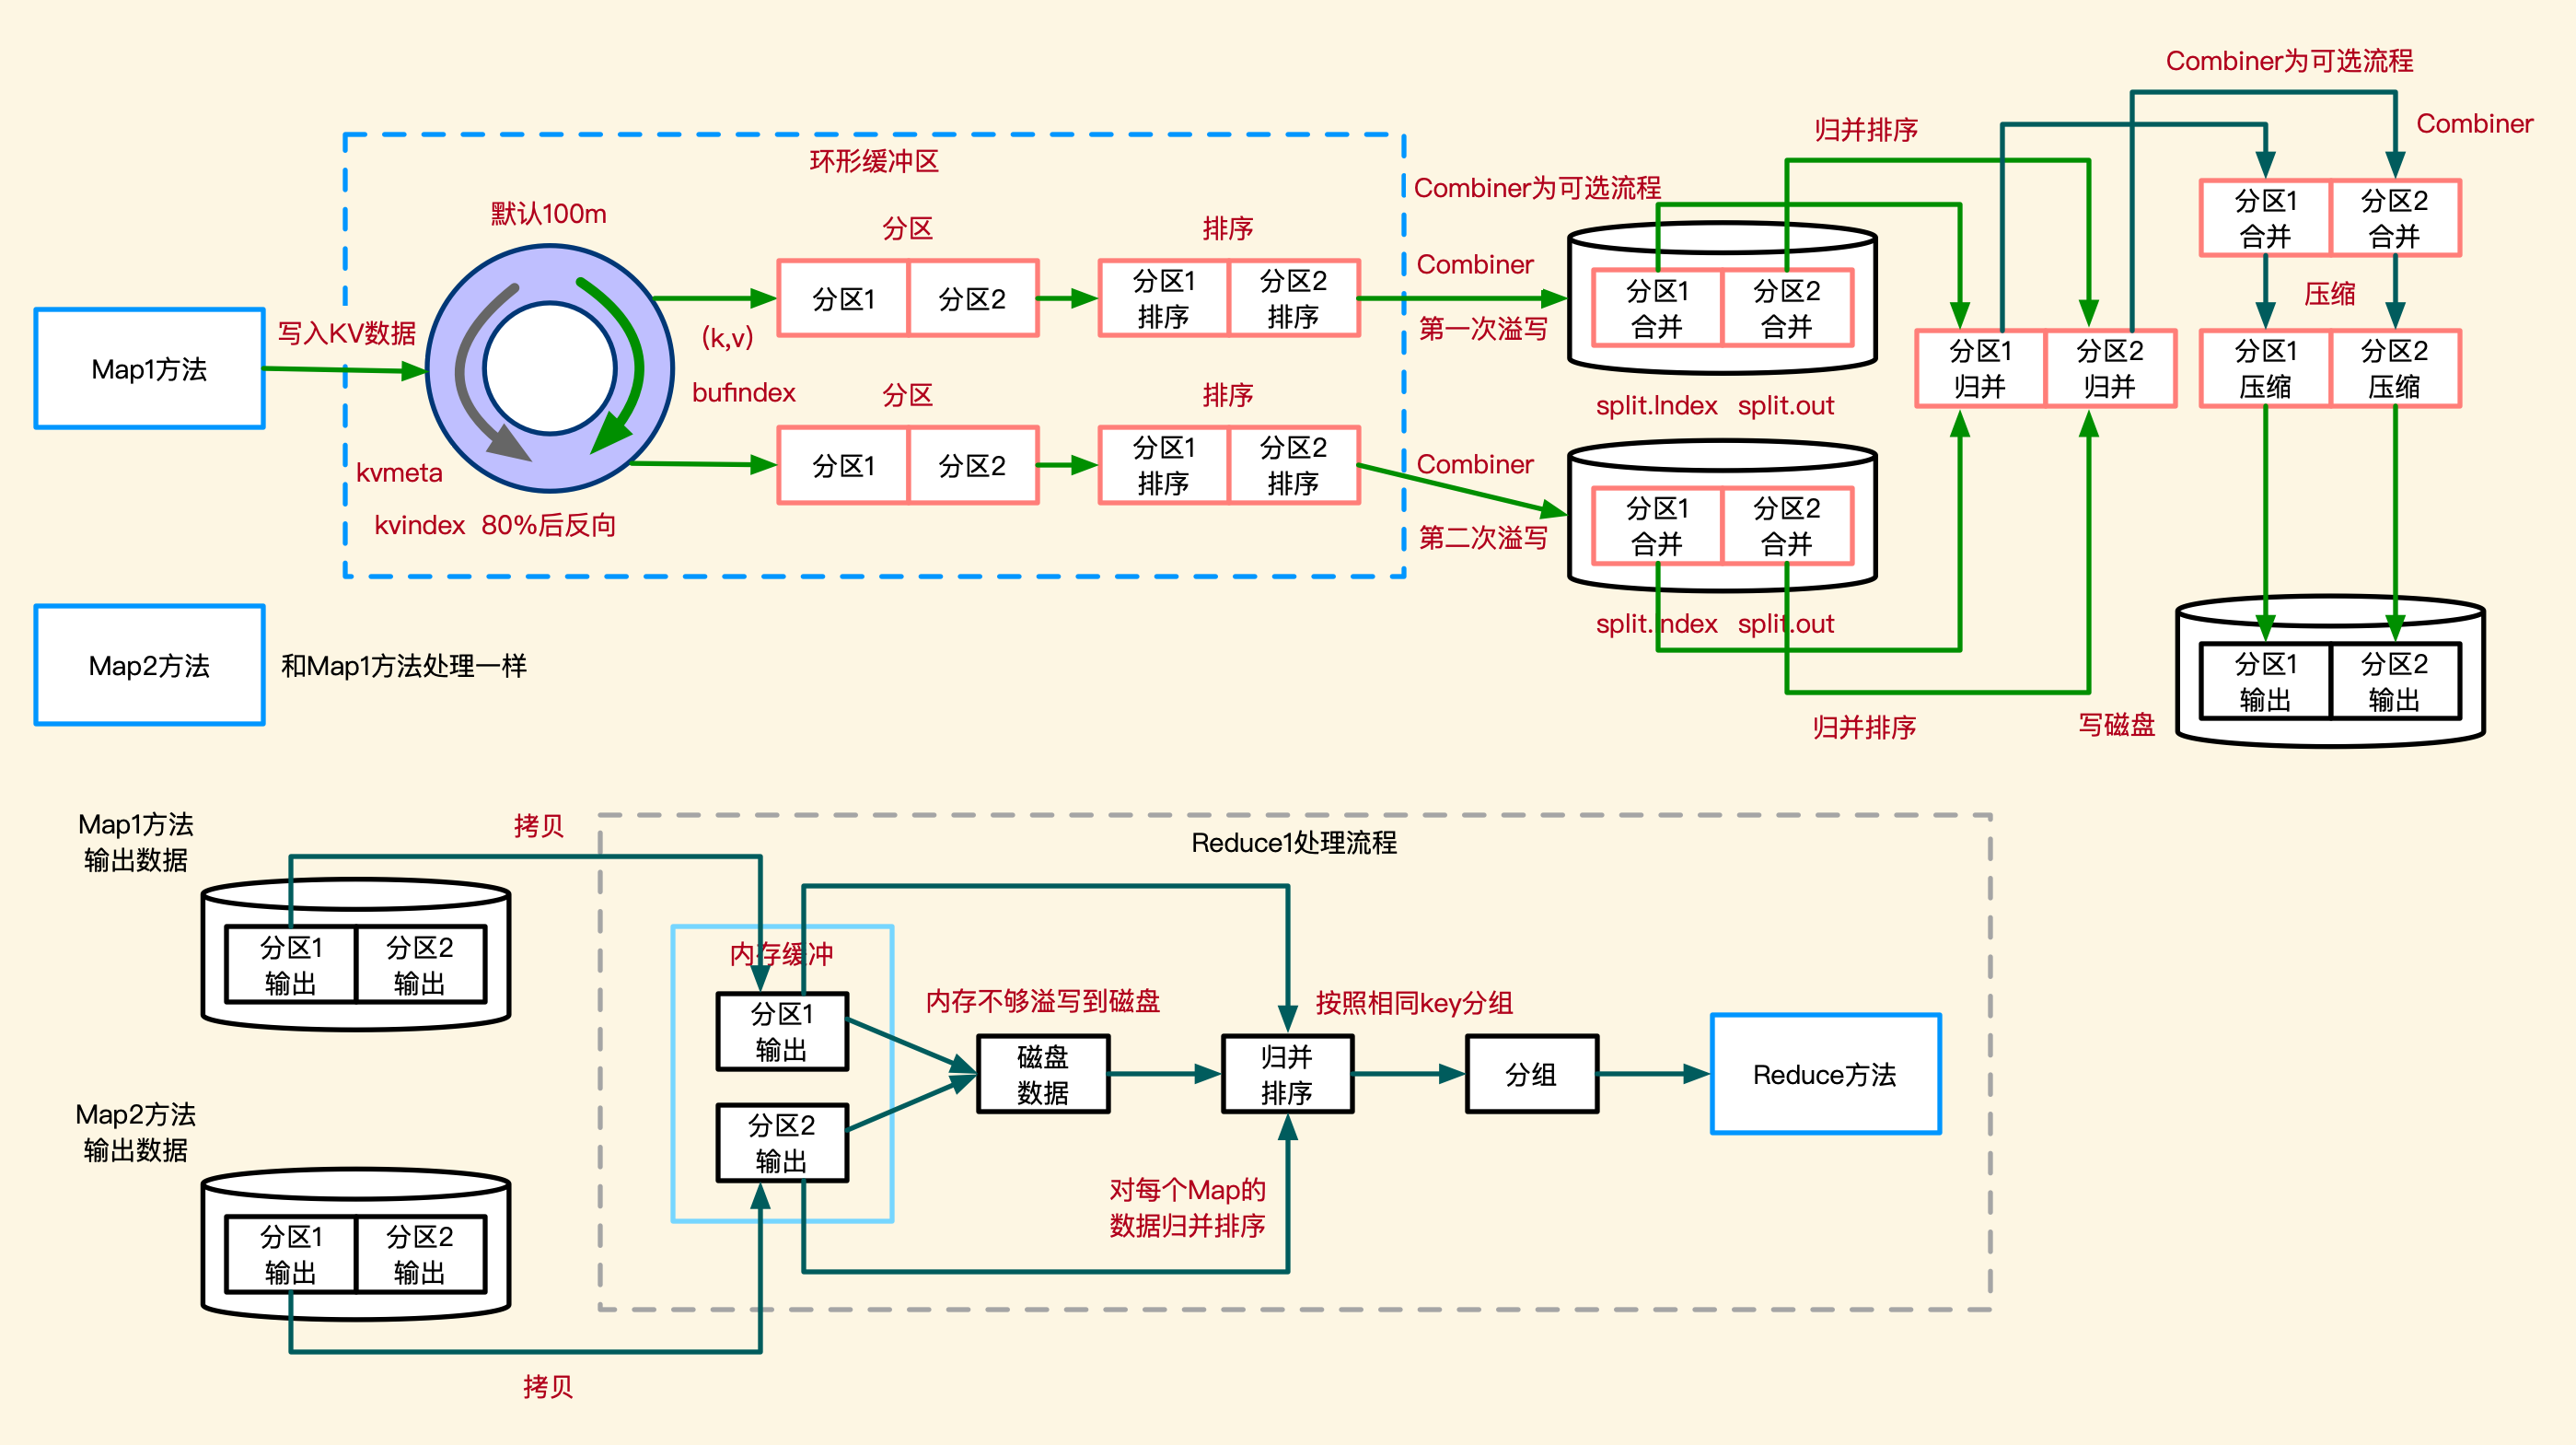 Combiner为可选流程
Combiner
归并排序
环形缓冲区
Combiner为可选流程
默认100m
分区
排序
分区1
合并
分区2
合并
写入KV数据
Map1方法
(k,v)
分区1
分区2
分区1
排序
分区2
排序
Combiner
第一次溢写
分区1
合并
分区2
合并
压缩
bufindex
split.Index split.out
分区1
归并
分区2
归并
分区1
压缩
分区2
压缩
kvmeta
kvindex 80%后反向
分区
排序
分区1
分区2
分区1
排序
分区2
排序
Combiner
第二次溢写
分区1
合并
分区2
合并
split.Index split.out
Map2方法
和Map1方法处理一样
归并排序
写磁盘
分区1
输出
分区2
输出
Map1方法
输出数据
拷贝
Reduce1处理流程
分区1
输出
分区2
输出
内存缓冲
分区1
输出
内存不够溢写到磁盘
按照相同key分组
磁盘
数据
归并
排序
分组
Reduce方法
Map2方法
输出数据
分区2
输出
对每个Map的
数据归并排序
分区1
输出
分区2
输出
拷贝